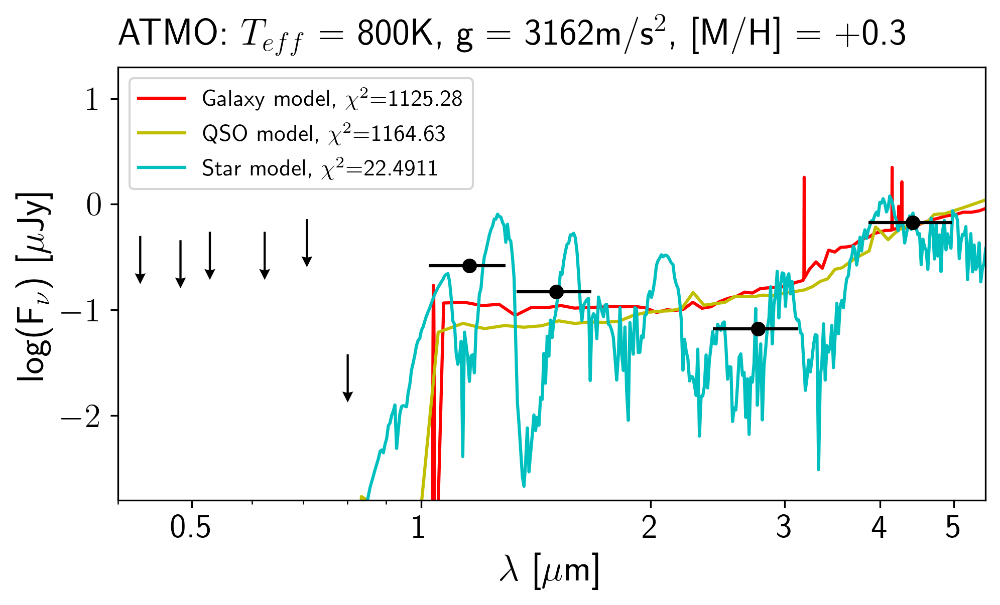 ATMO: T_eff = 800K, g = 3162m/s², [M/H] = +0.3
Galaxy model, χ²=1125.28
QSO model, χ²=1164.63
Star model, χ²=22.4911
1
0
−1
−2
log(F_ν) [μJy]
0.5 1 2 3 4 5
λ [μm]